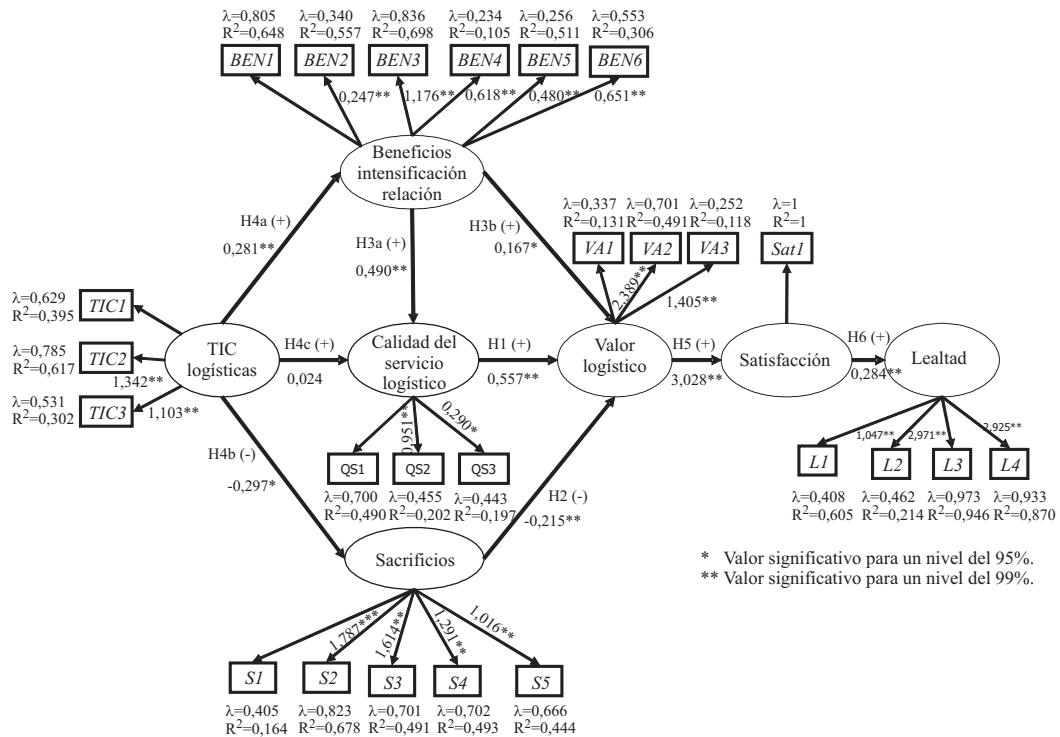 λ=0,805 λ=0,340 λ=0,836 λ=0,234 λ=0,256 λ=0,553
R²=0,648 R²=0,557 R²=0,698 R²=0,105 R²=0,511 R²=0,306
BEN1 BEN2 BEN3 BEN4 BEN5 BEN6
0,247** 1,176** 0,618** 0,480** 0,651**
Beneficios
intensificación
relación
H4a (+)
0,281**
H3a (+)
0,490**
H3b (+)
0,167*
λ=0,337 λ=0,701 λ=0,252
R²=0,131 R²=0,491 R²=0,118
VA1 VA2 VA3
2,389**
1,405**
λ=1
R²=1
Sat1
λ=0,629
R²=0,395
TIC1
λ=0,785
R²=0,617
TIC2
1,342**
λ=0,531
R²=0,302
TIC3
1,103**
TIC
logísticas
H4c (+)
0,024
Calidad del
servicio
logístico
H1 (+)
0,557**
Valor
logístico
H5 (+)
3,028**
Satisfacción
H6 (+)
0,284**
Lealtad
0,951**
0,290*
QS1 QS2 QS3
λ=0,700 λ=0,455 λ=0,443
R²=0,490 R²=0,202 R²=0,197
1,047** 2,971** 2,925**
L1 L2 L3 L4
λ=0,408 λ=0,462 λ=0,973 λ=0,933
R²=0,605 R²=0,214 R²=0,946 R²=0,870
H4b (-)
-0,297*
H2 (-)
-0,215**
Sacrificios
1,787*** 1,614** 1,291** 1,016**
S1 S2 S3 S4 S5
λ=0,405 λ=0,823 λ=0,701 λ=0,702 λ=0,666
R²=0,164 R²=0,678 R²=0,491 R²=0,493 R²=0,444
* Valor significativo para un nivel del 95%.
** Valor significativo para un nivel del 99%.